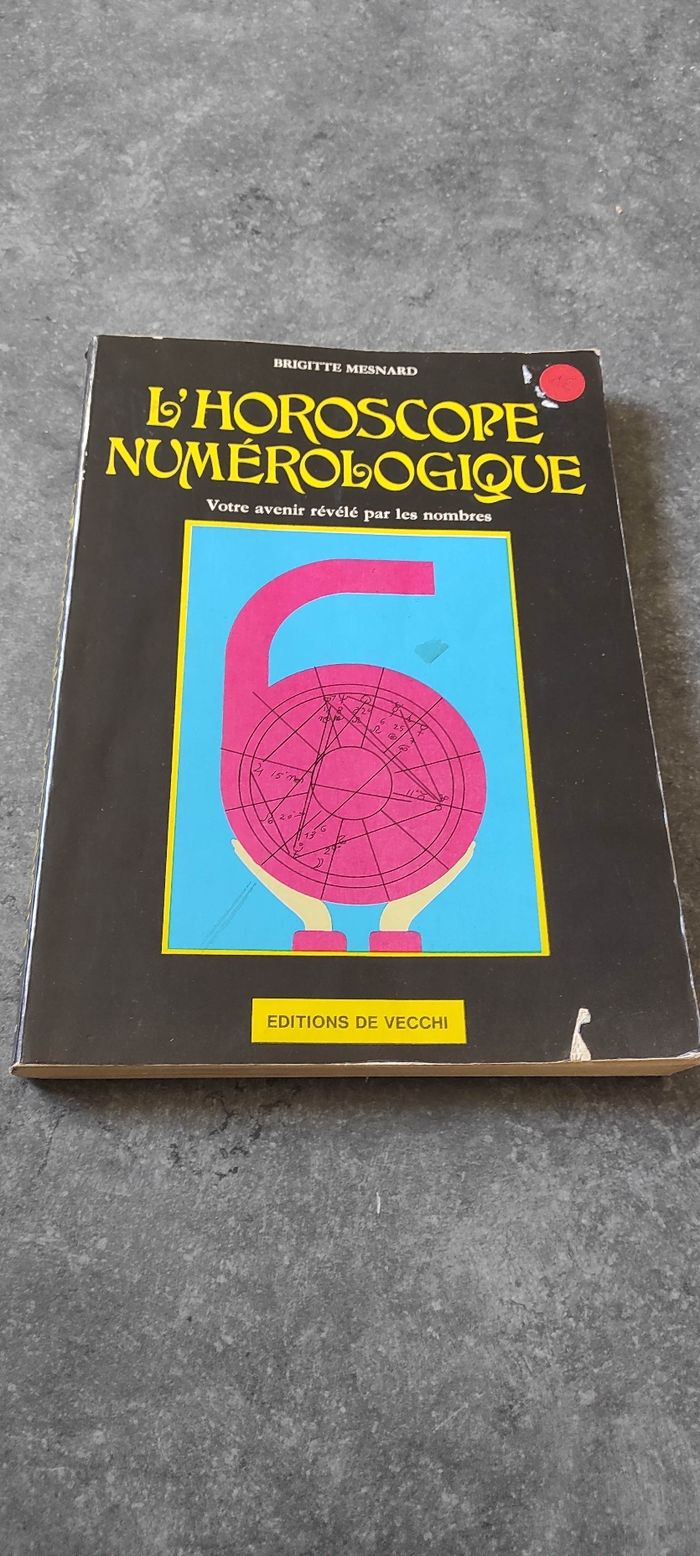 BRIGITTE MESNARD
L'HOROSCOPE
NUMÉROLOGIQUE
Votre avenir révélé par les nombres
EDITIONS DE VECCHI